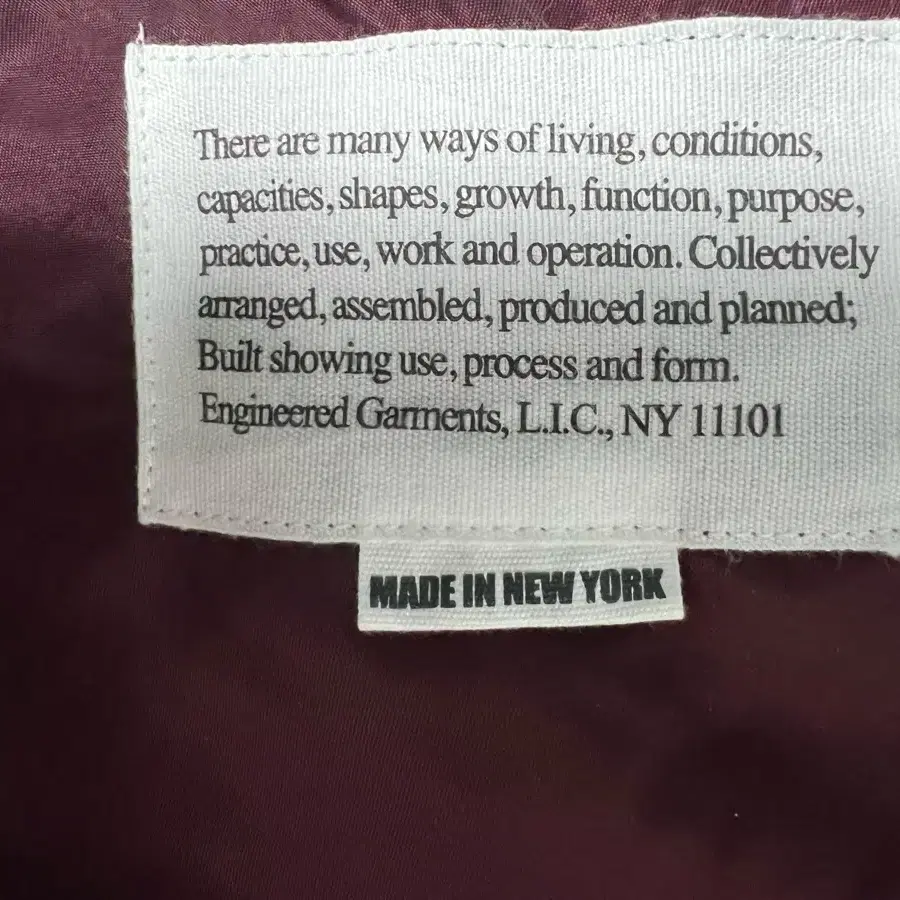 There are many ways of living, conditions,
capacities, shapes, growth, function, purpose,
practice, use, work and operation. Collectively
arranged, assembled, produced and planned;
Built showing use, process and form.
Engineered Garments, L.I.C., NY 11101
MADE IN NEW YORK